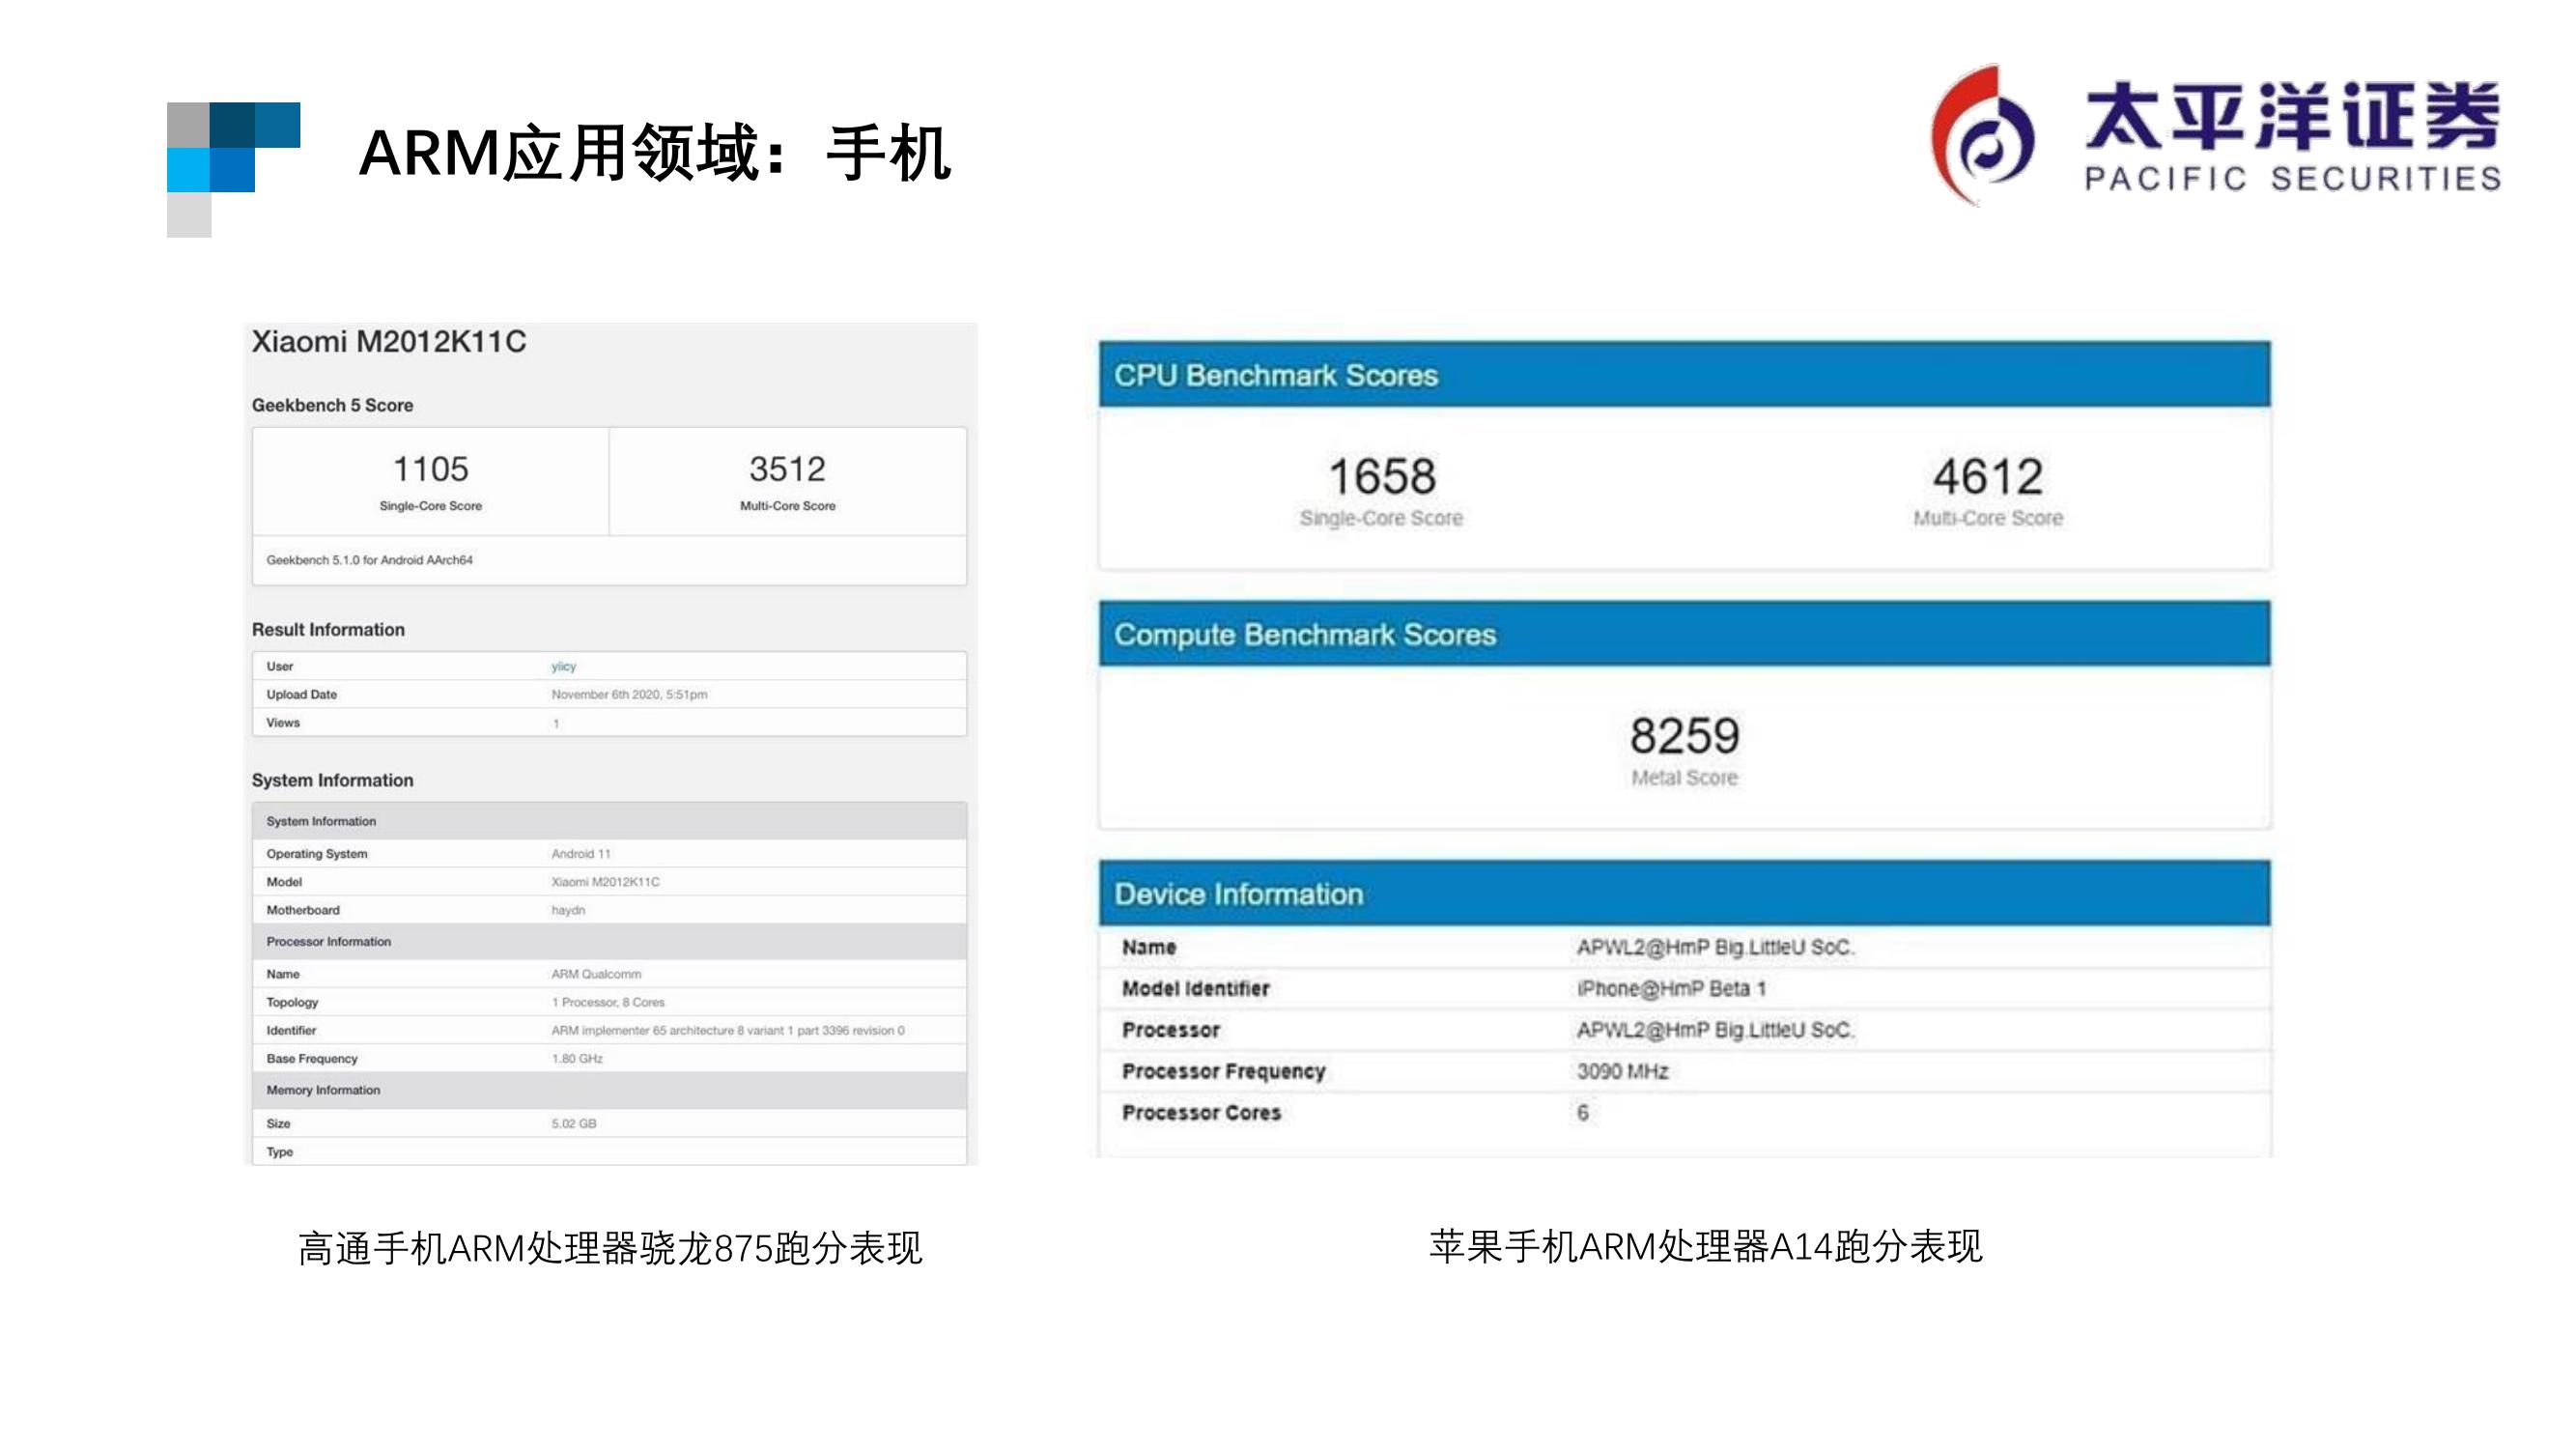 ARM应用领域：手机
太平洋证券
PACIFIC SECURITIES
Xiaomi M2012K11C
Geekbench 5 Score
1105
3512
Single-Core Score
Multi-Core Score
Geekbench 5.1.0 for Android AArch64
Result Information
User yiicy
Upload Date November 6th 2020, 5:51pm
Views 1
System Information
System Information
Operating System Android 11
Model Xiaomi M2012K11C
Motherboard haydn
Processor Information
Name ARM Qualcomm
Topology 1 Processor, 8 Cores
Identifier ARM implementer 65 architecture 8 variant 1 part 3396 revision 0
Base Frequency 1.80 GHz
Memory Information
Size 5.02 GB
Type
高通手机ARM处理器骁龙875跑分表现
CPU Benchmark Scores
1658
4612
Single-Core Score
Multi-Core Score
Compute Benchmark Scores
8259
Metal Score
Device Information
Name APWL2@HmP Big.LittleU SoC.
Model Identifier iPhone@HmP Beta 1
Processor APWL2@HmP Big.LittleU SoC.
Processor Frequency 3090 MHz
Processor Cores 6
苹果手机ARM处理器A14跑分表现